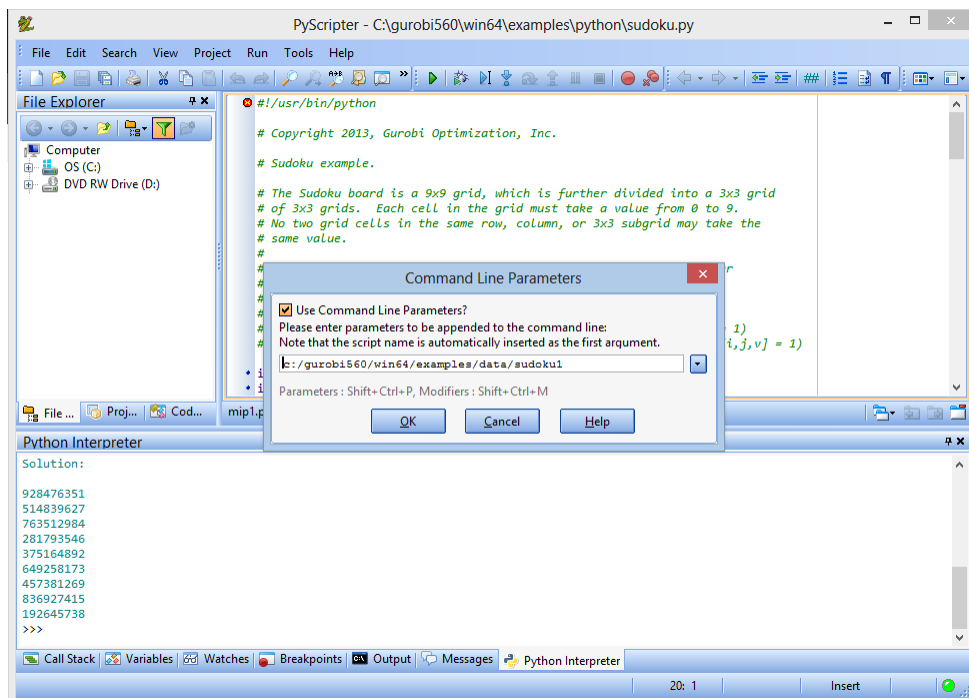 PyScripter - C:\gurobi560\win64\examples\python\sudoku.py
File Edit Search View Project Run Tools Help
File Explorer
Computer
OS (C:)
DVD RW Drive (D:)
#!/usr/bin/python
# Copyright 2013, Gurobi Optimization, Inc.
# Sudoku example.
# The Sudoku board is a 9x9 grid, which is further divided into a 3x3 grid
# of 3x3 grids.  Each cell in the grid must take a value from 0 to 9.
# No two grid cells in the same row, column, or 3x3 subgrid may take the
# same value.
#
Command Line Parameters
Use Command Line Parameters?
Please enter parameters to be appended to the command line:
Note that the script name is automatically inserted as the first argument.
c:/gurobi560/win64/examples/data/sudoku1
Parameters : Shift+Ctrl+P, Modifiers : Shift+Ctrl+M
OK Cancel Help
= 1)
i,j,v] = 1)
File ... Proj... Cod...
mip1.p
Python Interpreter
Solution:
928476351
514839627
763512984
281793546
375164892
649258173
457381269
836927415
192645738
>>>
Call Stack Variables Watches Breakpoints Output Messages Python Interpreter
20: 1 Insert